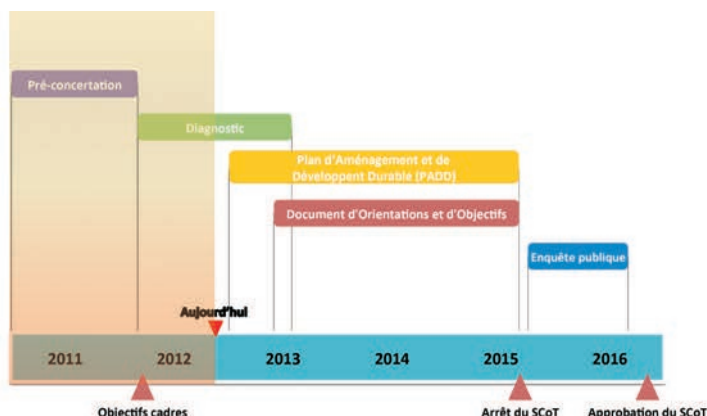 Pré-concertation
Diagnostic
Plan d'Aménagement et de
Développent Durable (PADD)
Document d'Orientations et d'Objectifs
Enquête publique
Aujourd'hui
2011
2012
2013
2014
2015
2016
Objectifs cadres
Arrêt du SCoT
Approbation du SCoT